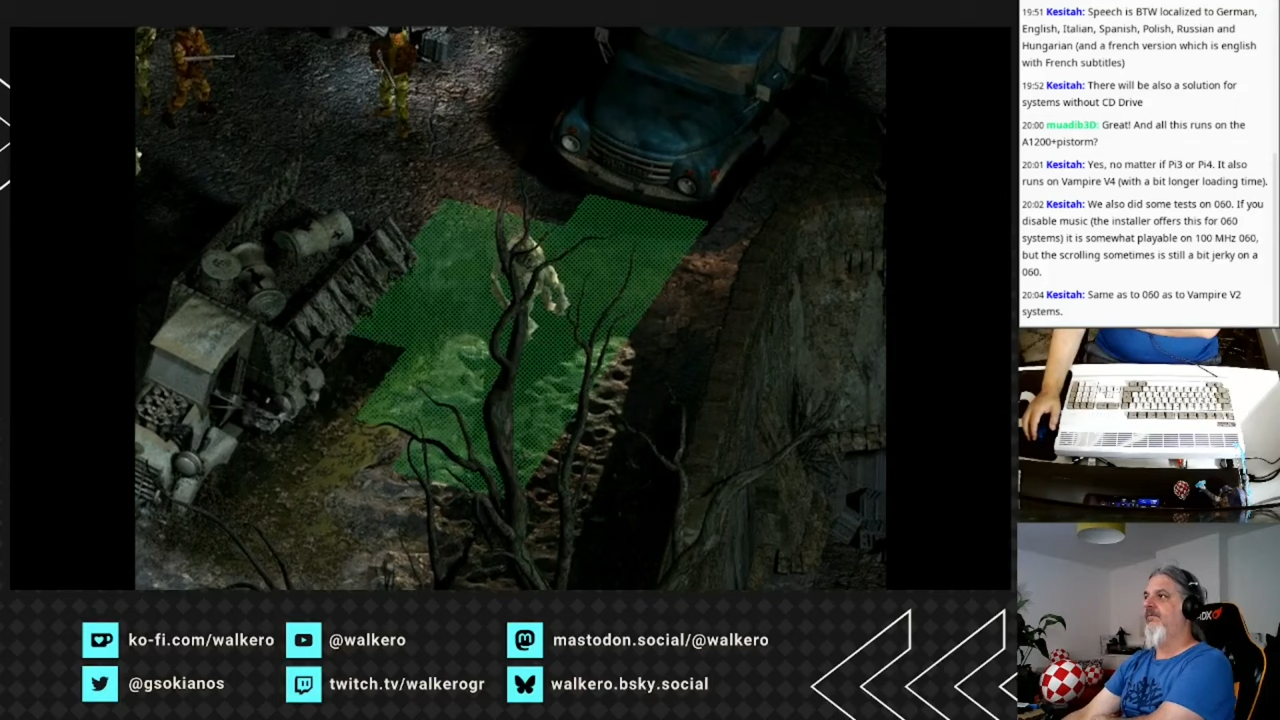 19:51 Kesitah: Speech is BTW localized to German,
English, Italian, Spanish, Polish, Russian and
Hungarian (and a french version which is english
with French subtitles)
19:52 Kesitah: There will be also a solution for
systems without CD Drive
20:00 muadib3D: Great! And all this runs on the
A1200+pistorm?
20:01 Kesitah: Yes, no matter if Pi3 or Pi4. It also
runs on Vampire V4 (with a bit longer loading time).
20:02 Kesitah: We also did some tests on 060. If you
disable music (the installer offers this for 060
systems) it is somewhat playable on 100 MHz 060,
but the scrolling sometimes is still a bit jerky on a
060.
20:04 Kesitah: Same as to 060 as to Vampire V2
systems.
ko-fi.com/walkero @walkero mastodon.social/@walkero
@gsokianos twitch.tv/walkerogr walkero.bsky.social